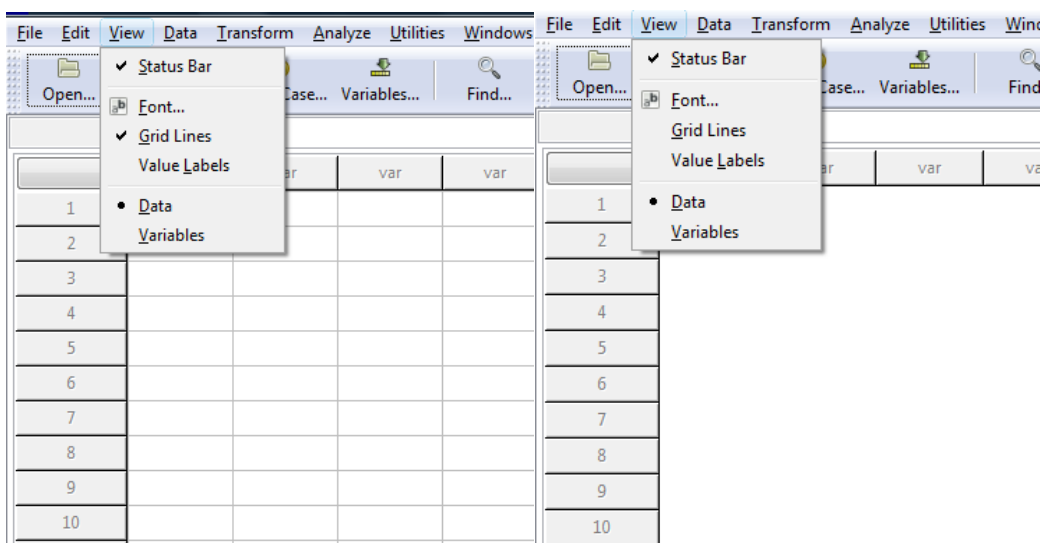 File Edit View Data Transform Analyze Utilities Windows
Status Bar
Open... Case... Variables... Find...
Font...
Grid Lines
Value Labels
var var
1
Data
2
Variables
3
4
5
6
7
8
9
10
File Edit View Data Transform Analyze Utilities
Status Bar
Open... Variables... Find
Font...
Grid Lines
Value Labels
var
1
Data
2
Variables
3
4
5
6
7
8
9
10